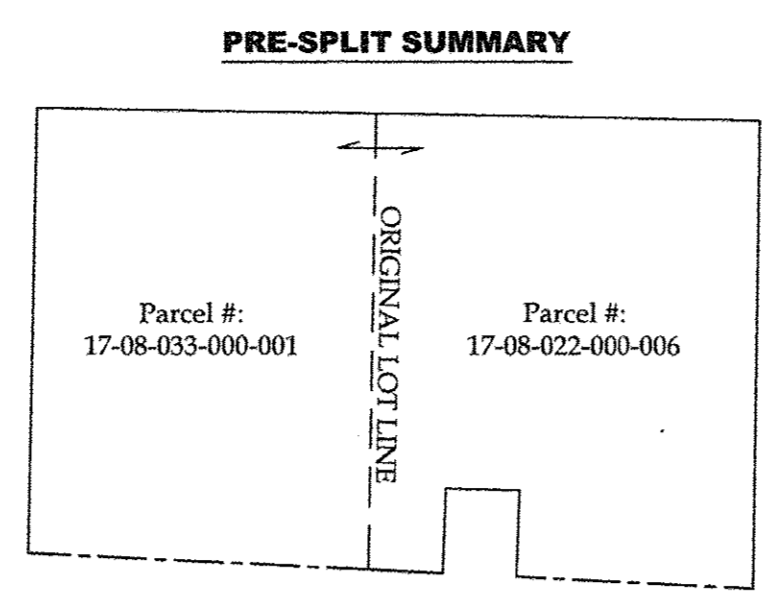 PRE-SPLIT SUMMARY
ORIGINAL LOT LINE
Parcel #:
17-08-033-000-001
Parcel #:
17-08-022-000-006